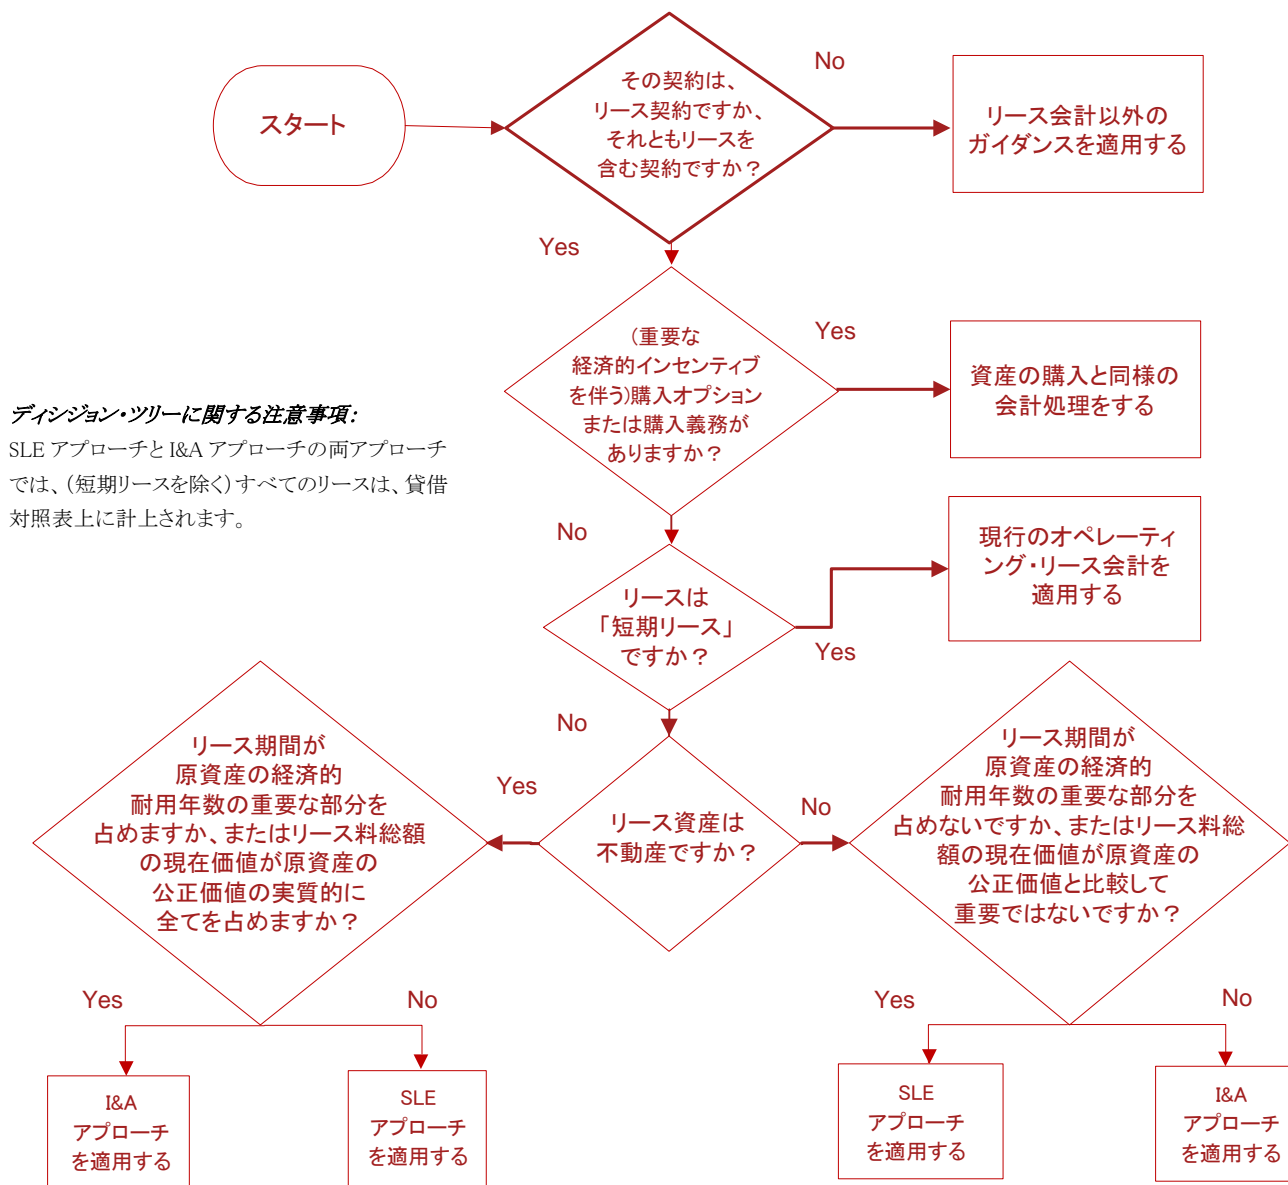 スタート
その契約は、
リース契約ですか、
それともリースを
含む契約ですか？
No
リース会計以外の
ガイダンスを適用する
Yes
（重要な
経済的インセンティブ
を伴う）購入オプション
または購入義務が
ありますか？
Yes
資産の購入と同様の
会計処理をする
ディシジョン・ツリーに関する注意事項：
SLE アプローチと I&A アプローチの両アプローチ
では、（短期リースを除く）すべてのリースは、貸借
対照表上に計上されます。
No
リースは
「短期リース」
ですか？
Yes
現行のオペレーティ
ング・リース会計を
適用する
No
リース資産は
不動産ですか？
Yes
リース期間が
原資産の経済的
耐用年数の重要な部分を
占めますか、またはリース料総額
の現在価値が原資産の
公正価値の実質的に
全てを占めますか？
No
リース期間が
原資産の経済的
耐用年数の重要な部分を
占めないですか、またはリース料総
額の現在価値が原資産の
公正価値と比較して
重要ではないですか？
Yes
No
Yes
No
I&A
アプローチ
を適用する
SLE
アプローチ
を適用する
SLE
アプローチ
を適用する
I&A
アプローチ
を適用する